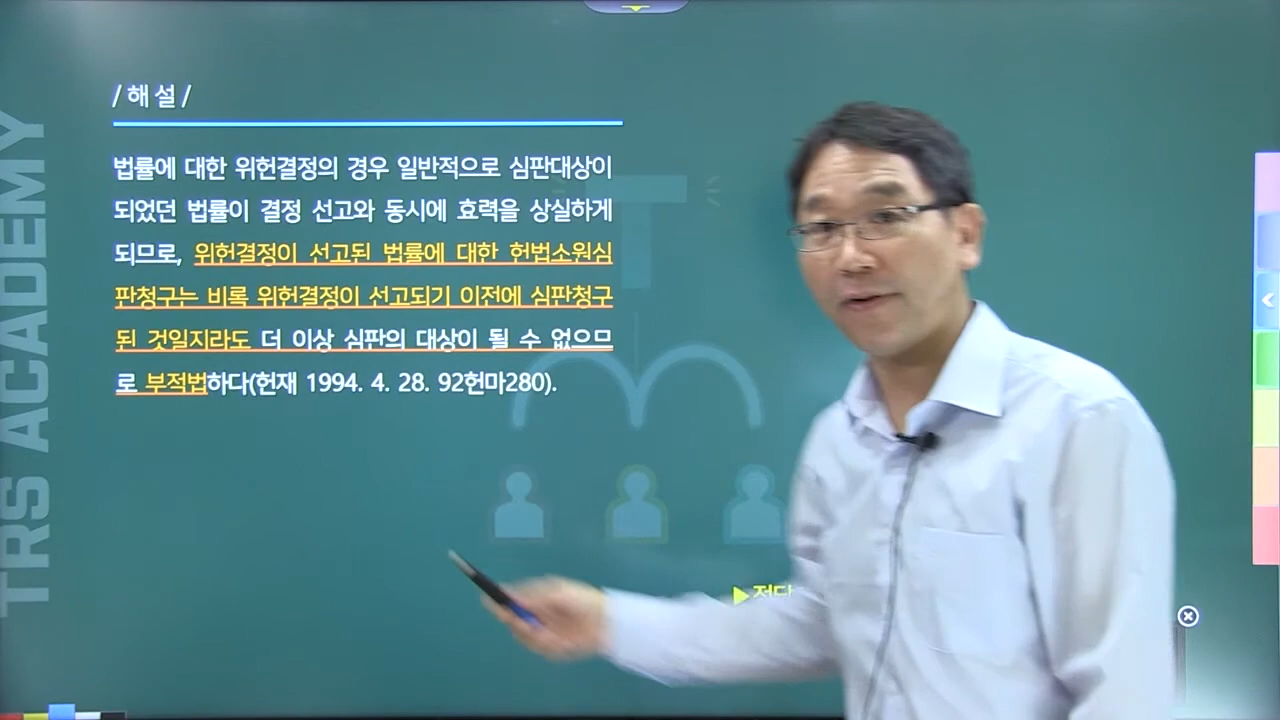 / 해 설 /
법률에 대한 위헌결정의 경우 일반적으로 심판대상이
되었던 법률이 결정 선고와 동시에 효력을 상실하게
되므로, 위헌결정이 선고된 법률에 대한 헌법소원심
판청구는 비록 위헌결정이 선고되기 이전에 심판청구
된 것일지라도 더 이상 심판의 대상이 될 수 없으므
로 부적법하다(헌재 1994. 4. 28. 92헌마280).
TRS ACADEMY